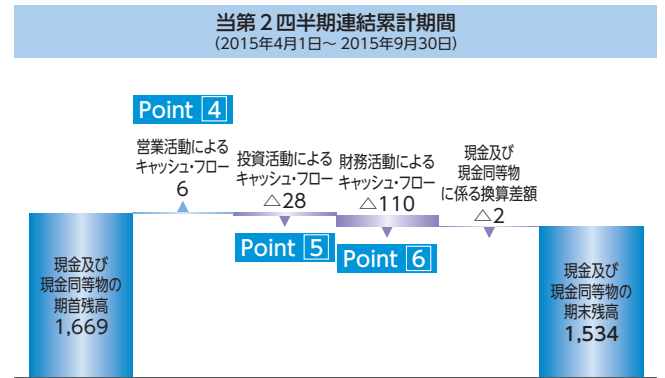 当第２四半期連結累計期間
（2015年4月1日～ 2015年9月30日）
Point 4
営業活動による
キャッシュ・フロー
6
投資活動による
キャッシュ・フロー
△28
Point 5
財務活動による
キャッシュ・フロー
△110
Point 6
現金及び
現金同等物
に係る換算差額
△2
現金及び
現金同等物の
期首残高
1,669
現金及び
現金同等物の
期末残高
1,534